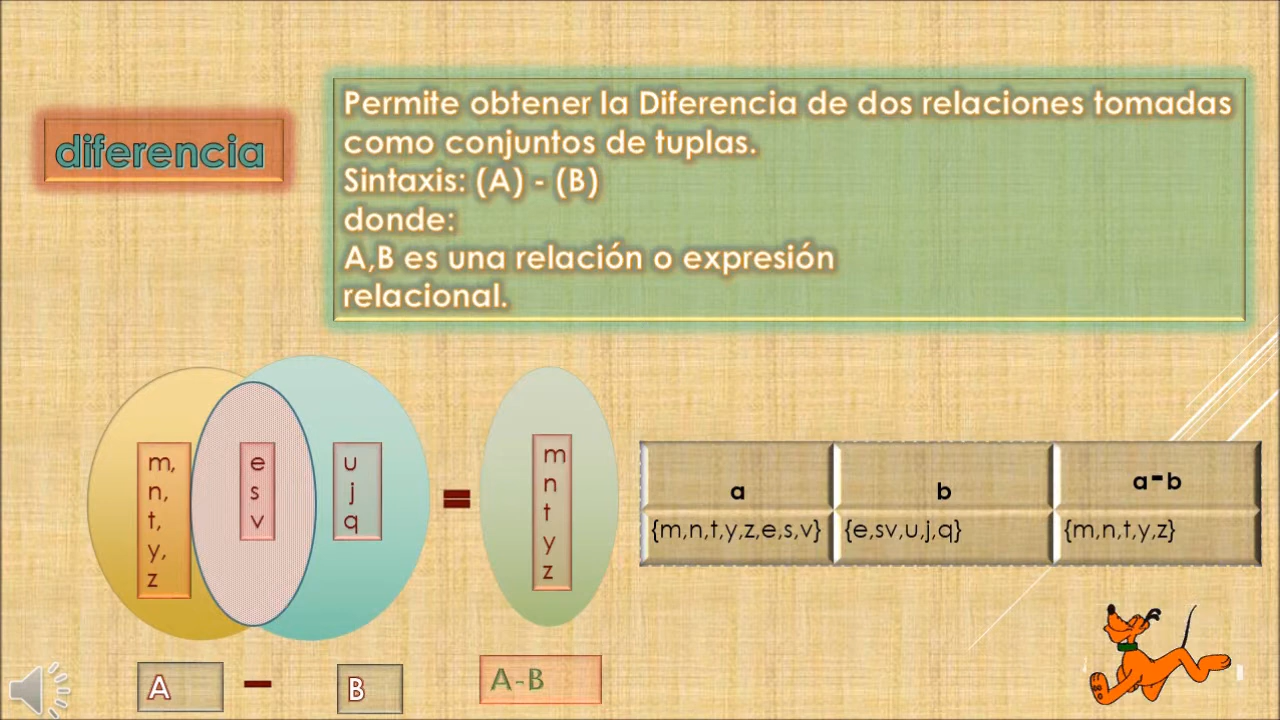 diferencia
Permite obtener la Diferencia de dos relaciones tomadas
como conjuntos de tuplas.
Sintaxis: (A) - (B)
donde:
A,B es una relación o expresión
relacional.
m,
n,
t,
y,
z
e
s
v
u
j
q
=
m
n
t
y
z
a
b
a-b
{m,n,t,y,z,e,s,v}
{e,sv,u,j,q}
{m,n,t,y,z}
A
-
B
A-B